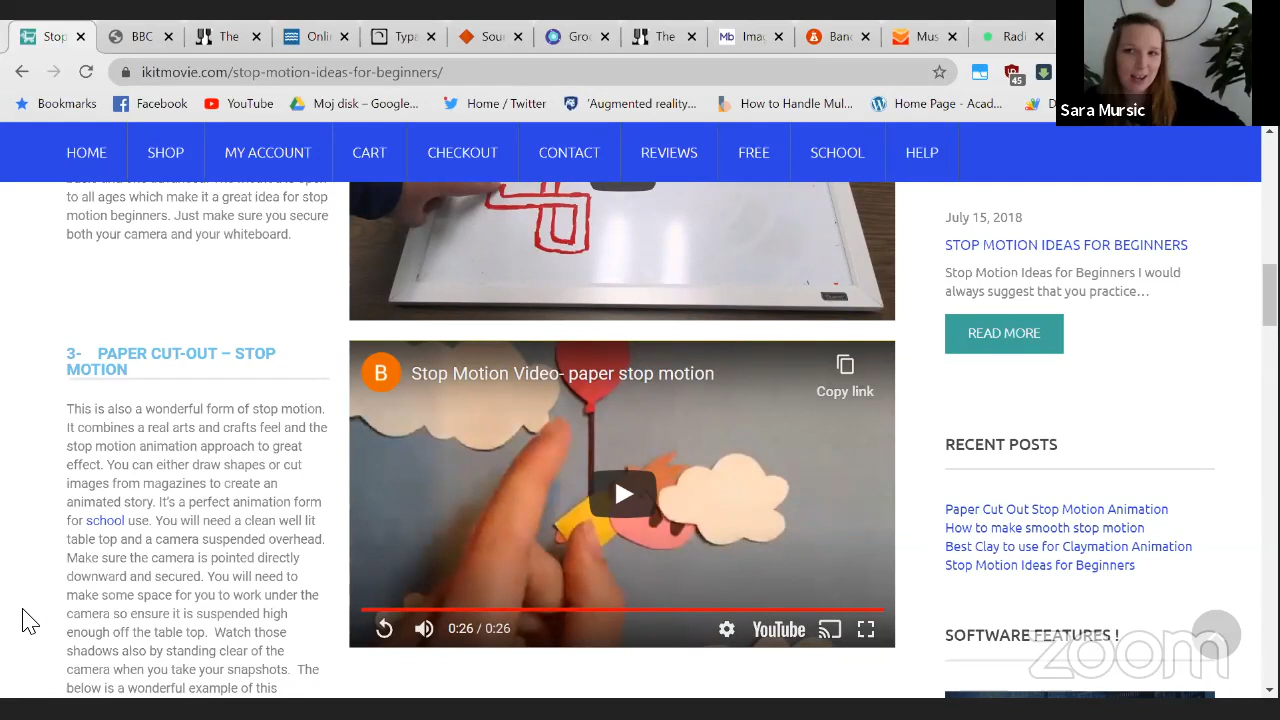 Stop
BBC
The
Onlin
Typa
Sour
Groc
The
Imag
Banc
Mus
Radi
ikitmovie.com/stop-motion-ideas-for-beginners/
45
Bookmarks
Facebook
YouTube
Moj disk – Google...
Home / Twitter
'Augmented reality...
How to Handle Mul...
Home Page - Acad...
Sara Mursic
HOME
SHOP
MY ACCOUNT
CART
CHECKOUT
CONTACT
REVIEWS
FREE
SCHOOL
HELP
to all ages which make it a great idea for stop
motion beginners. Just make sure you secure
both your camera and your whiteboard.
3- PAPER CUT-OUT – STOP
MOTION
This is also a wonderful form of stop motion.
It combines a real arts and crafts feel and the
stop motion animation approach to great
effect. You can either draw shapes or cut
images from magazines to create an
animated story. It's a perfect animation form
for school use. You will need a clean well lit
table top and a camera suspended overhead.
Make sure the camera is pointed directly
downward and secured. You will need to
make some space for you to work under the
camera so ensure it is suspended high
enough off the table top. Watch those
shadows also by standing clear of the
camera when you take your snapshots. The
below is a wonderful example of this
B
Stop Motion Video- paper stop motion
Copy link
0:26 / 0:26
YouTube
July 15, 2018
STOP MOTION IDEAS FOR BEGINNERS
Stop Motion Ideas for Beginners I would
always suggest that you practice…
READ MORE
RECENT POSTS
Paper Cut Out Stop Motion Animation
How to make smooth stop motion
Best Clay to use for Claymation Animation
Stop Motion Ideas for Beginners
SOFTWARE FEATURES !
zoom